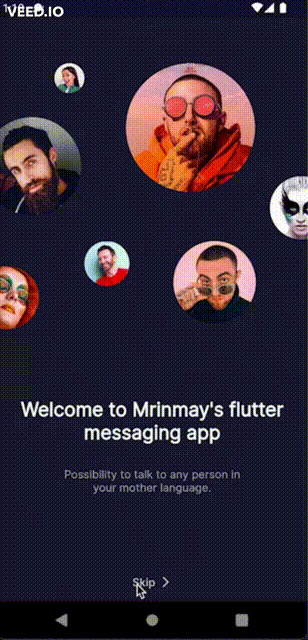 VEED.IO
Welcome to Mrinmay's flutter
messaging app
Possibility to talk to any person in
your mother language.
Skip